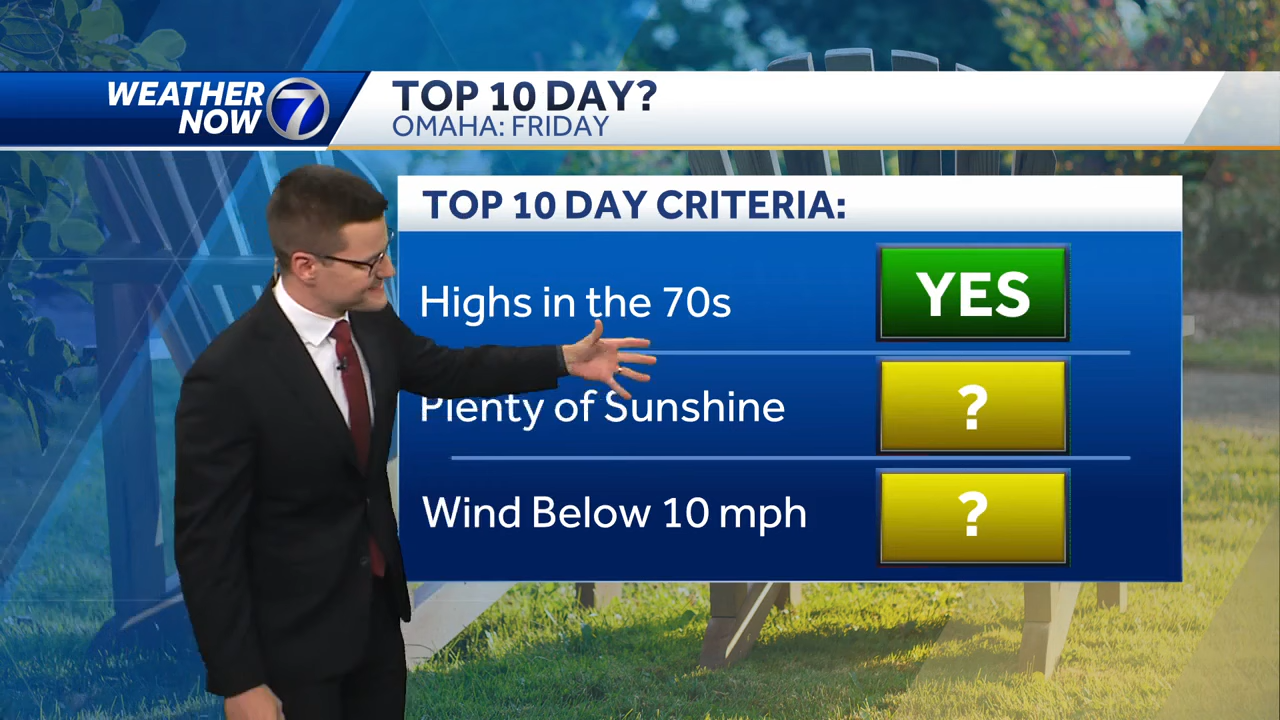 WEATHER
NOW 7
TOP 10 DAY?
OMAHA: FRIDAY
TOP 10 DAY CRITERIA:
Highs in the 70s
YES
Plenty of Sunshine
?
Wind Below 10 mph
?